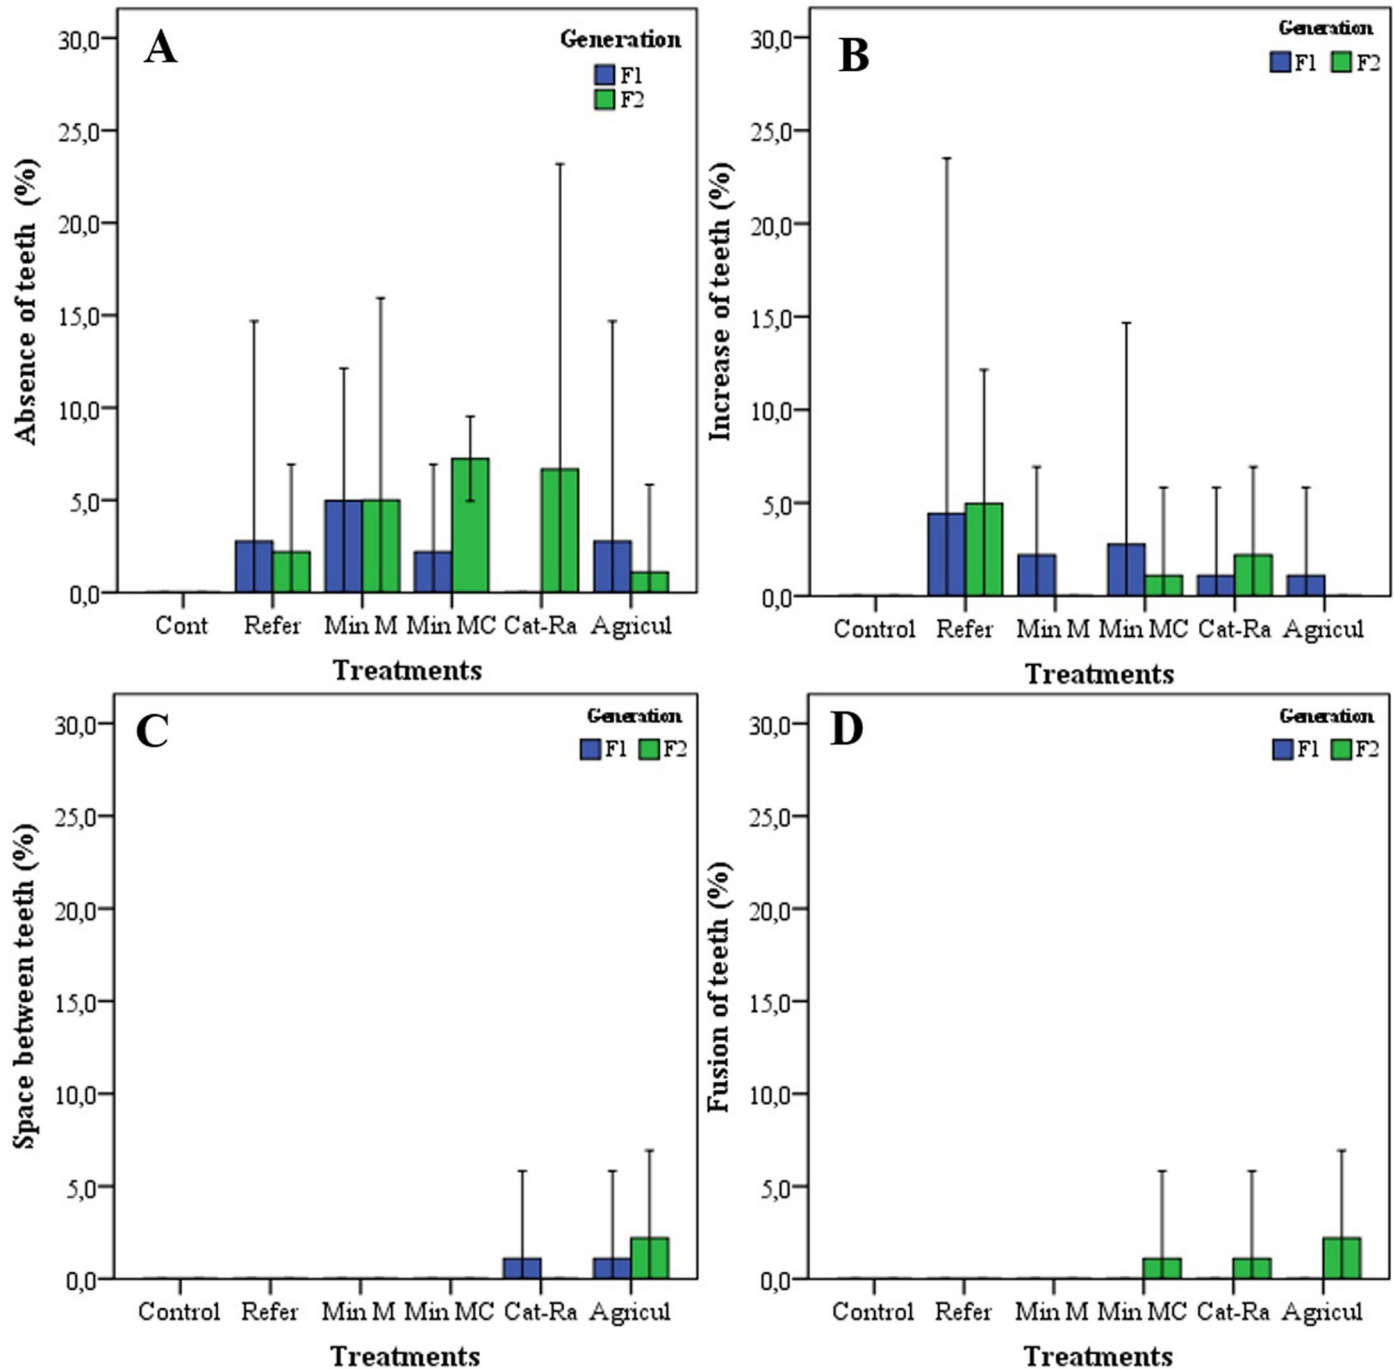 A
Generation
F1
F2
Absence of teeth (%)
30,0
25,0
20,0
15,0
10,0
5,0
0,0
Cont Refer Min M Min MC Cat-Ra Agricul
Treatments
B
Generation
F1 F2
Increase of teeth (%)
30,0
25,0
20,0
15,0
10,0
5,0
0,0
Control Refer Min M Min MC Cat-Ra Agricul
Treatments
C
Generation
F1 F2
Space between teeth (%)
30,0
25,0
20,0
15,0
10,0
5,0
0,0
Control Refer Min M Min MC Cat-Ra Agricul
Treatments
D
Generation
F1 F2
Fusion of teeth (%)
30,0
25,0
20,0
15,0
10,0
5,0
0,0
Control Refer Min M Min MC Cat-Ra Agricul
Treatments